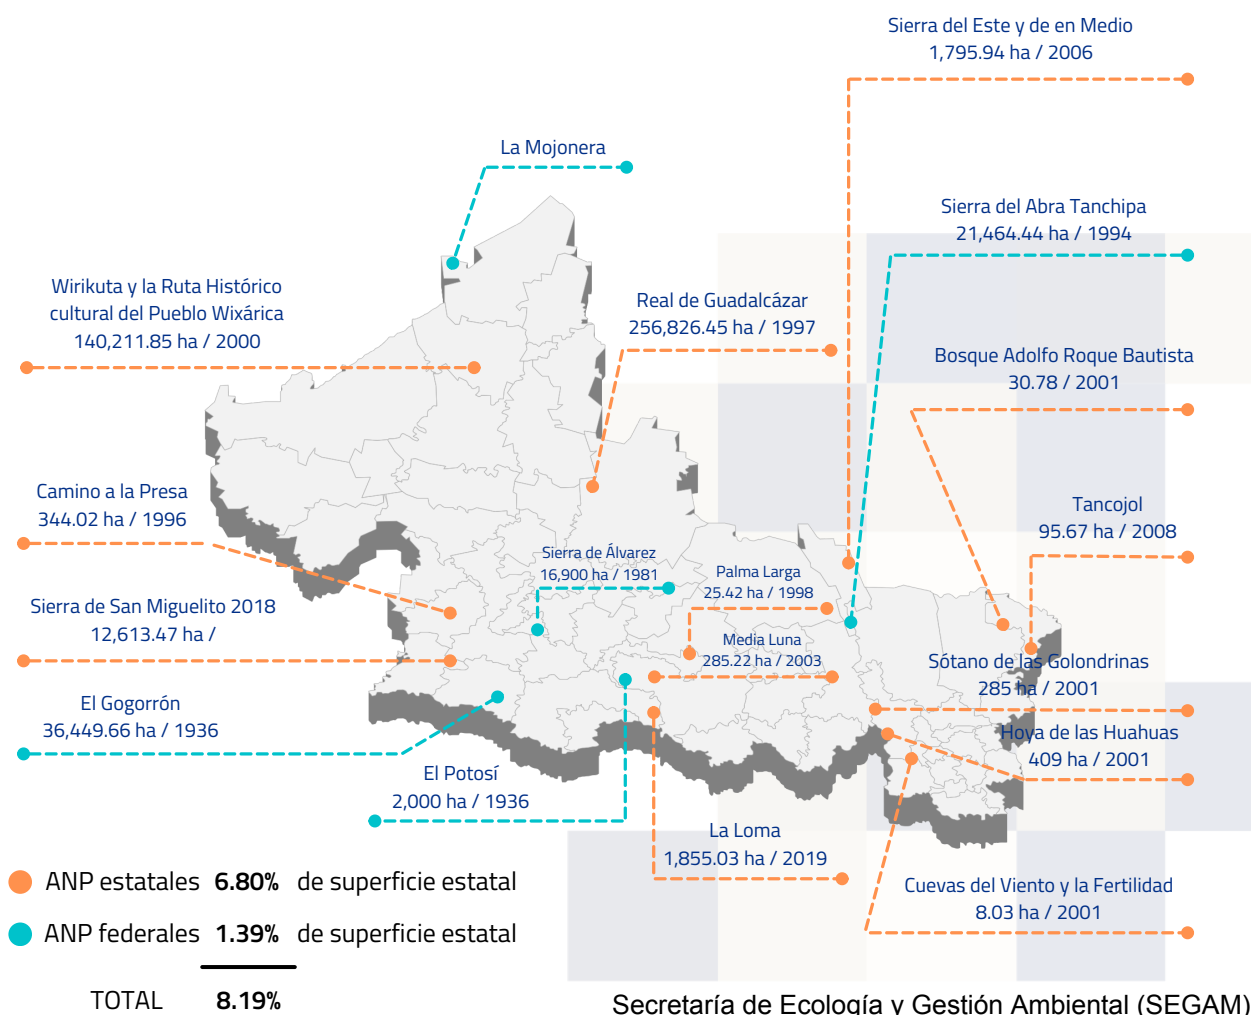 Sierra del Este y de en Medio
1,795.94 ha / 2006
La Mojonera
Sierra del Abra Tanchipa
21,464.44 ha / 1994
Wirikuta y la Ruta Histórico
cultural del Pueblo Wixárica
140,211.85 ha / 2000
Real de Guadalcázar
256,826.45 ha / 1997
Bosque Adolfo Roque Bautista
30.78 / 2001
Camino a la Presa
344.02 ha / 1996
Tancojol
95.67 ha / 2008
Sierra de Álvarez
16,900 ha / 1981
Palma Larga
25.42 ha / 1998
Sierra de San Miguelito 2018
12,613.47 ha /
Media Luna
285.22 ha / 2003
Sótano de las Golondrinas
285 ha / 2001
El Gogorrón
36,449.66 ha / 1936
Hoya de las Huahuas
409 ha / 2001
El Potosí
2,000 ha / 1936
La Loma
1,855.03 ha / 2019
Cuevas del Viento y la Fertilidad
8.03 ha / 2001
ANP estatales 6.80% de superficie estatal
ANP federales 1.39% de superficie estatal
TOTAL 8.19%
Secretaría de Ecología y Gestión Ambiental (SEGAM)